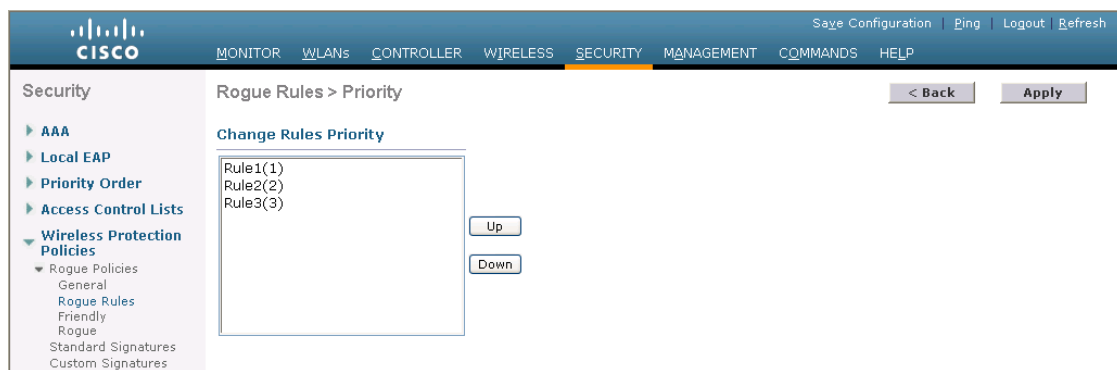 Save Configuration | Ping | Logout | Refresh
CISCO
MONITOR WLANs CONTROLLER WIRELESS SECURITY MANAGEMENT COMMANDS HELP
Security
Rogue Rules > Priority
< Back
Apply
AAA
Local EAP
Priority Order
Access Control Lists
Wireless Protection
Policies
Rogue Policies
General
Rogue Rules
Friendly
Rogue
Standard Signatures
Custom Signatures
Change Rules Priority
Rule1(1)
Rule2(2)
Rule3(3)
Up
Down